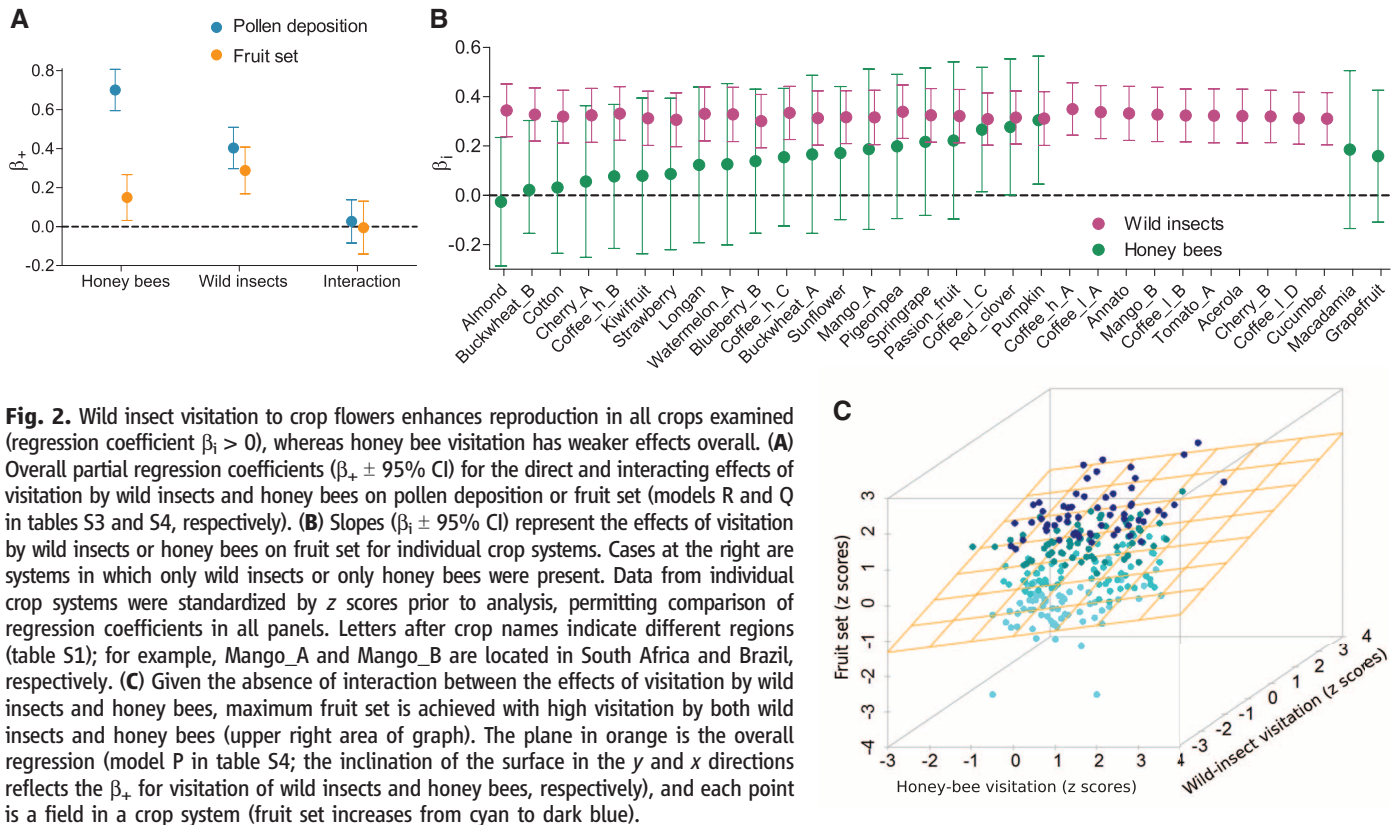 A
Pollen deposition
Fruit set
0.8
0.6
0.4
0.2
0.0
-0.2
β+
Honey bees
Wild insects
Interaction
B
0.6
0.4
0.2
0.0
-0.2
βi
Wild insects
Honey bees
Almond
Buckwheat_B
Cotton
Cherry_A
Coffee_h_B
Kiwifruit
Strawberry
Longan
Watermelon_A
Blueberry_B
Coffee_h_C
Buckwheat_A
Sunflower
Mango_A
Pigeonpea
Springrape
Passion_fruit
Coffee_l_C
Red_clover
Pumpkin
Coffee_h_A
Coffee_l_A
Annato
Mango_B
Coffee_l_B
Tomato_A
Acerola
Cherry_B
Coffee_l_D
Cucumber
Macadamia
Grapefruit
Fig. 2. Wild insect visitation to crop flowers enhances reproduction in all crops examined
(regression coefficient βi > 0), whereas honey bee visitation has weaker effects overall. (A)
Overall partial regression coefficients (β+ ± 95% CI) for the direct and interacting effects of
visitation by wild insects and honey bees on pollen deposition or fruit set (models R and Q
in tables S3 and S4, respectively). (B) Slopes (βi ± 95% CI) represent the effects of visitation
by wild insects or honey bees on fruit set for individual crop systems. Cases at the right are
systems in which only wild insects or only honey bees were present. Data from individual
crop systems were standardized by z scores prior to analysis, permitting comparison of
regression coefficients in all panels. Letters after crop names indicate different regions
(table S1); for example, Mango_A and Mango_B are located in South Africa and Brazil,
respectively. (C) Given the absence of interaction between the effects of visitation by wild
insects and honey bees, maximum fruit set is achieved with high visitation by both wild
insects and honey bees (upper right area of graph). The plane in orange is the overall
regression (model P in table S4; the inclination of the surface in the y and x directions
reflects the β+ for visitation of wild insects and honey bees, respectively), and each point
is a field in a crop system (fruit set increases from cyan to dark blue).
C
3
2
1
0
-1
-2
-3
-4
Fruit set (z scores)
-3 -2 -1 0 1 2 3 4
Honey-bee visitation (z scores)
-3 -2 -1 0 1 2 3 4
Wild-insect visitation (z scores)